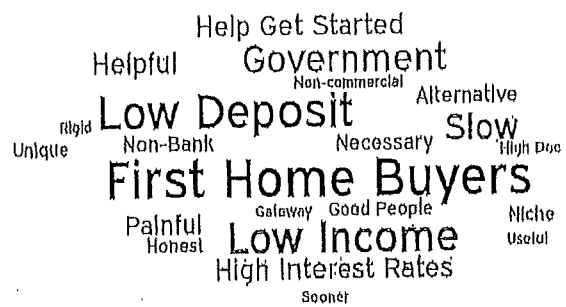 Help Get Started
Helpful Government
Non-commercial
Alternative
Rigid Low Deposit Slow
Unique Non-Bank Necessary High Doc
First Home Buyers
Gateway Good People
Painful Niche
Honest Low Income Useful
High Interest Rates
Sooner